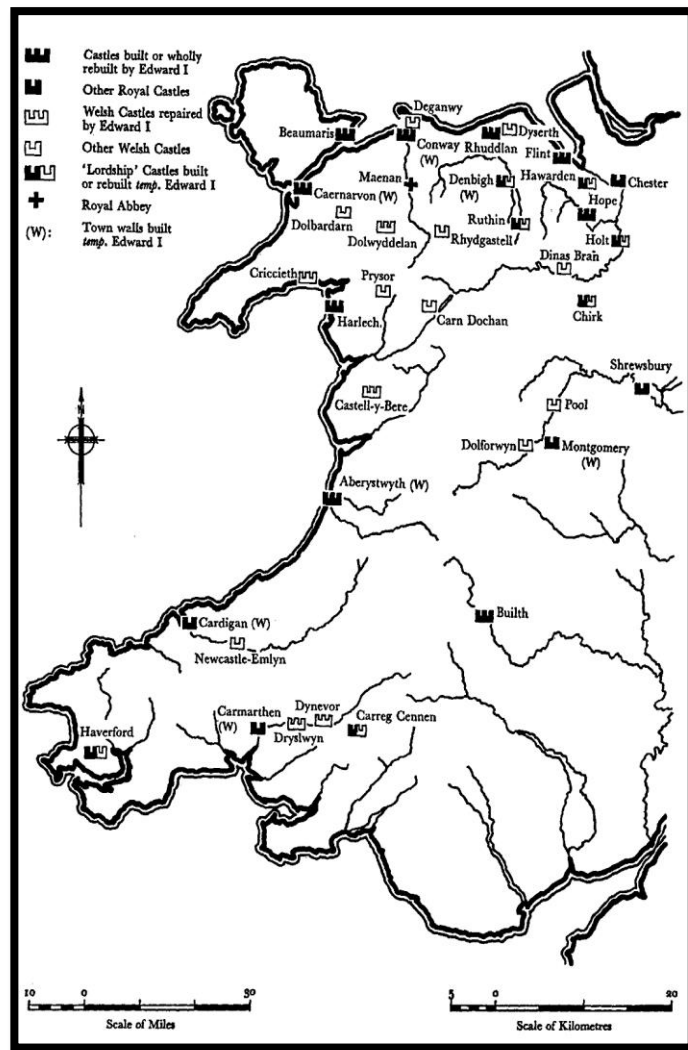 Castles built or wholly
rebuilt by Edward I
Other Royal Castles
Welsh Castles repaired
by Edward I
Other Welsh Castles
'Lordship' Castles built
or rebuilt temp. Edward I
Royal Abbey
(W): Town walls built
temp. Edward I
Deganwy
Beaumaris
Conway
(W)
Rhuddlan
Dyserth
Flint
Maenan
Denbigh
(W)
Hawarden
Chester
Caernarvon (W)
Hope
Dolbardarn
Dolwyddelan
Ruthin
Rhydgastell
Holt
Dinas Bran
Criccieth
Prysor
Harlech.
Carn Dochan
Chirk
Shrewsbury
Castell-y-Bere
Pool
N
Dolforwyn
Montgomery
(W)
Aberystwyth (W)
Builth
Cardigan (W)
Newcastle-Emlyn
Carmarthen
(W)
Dynevor
Dryslwyn
Carreg Cennen
Haverford
10 0 20
Scale of Miles
5 0 20
Scale of Kilometres